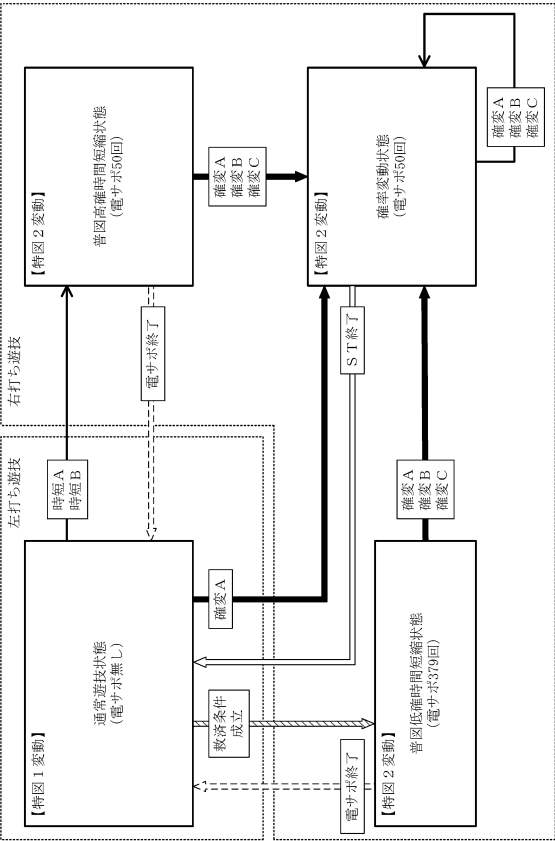 左打ち遊技
右打ち遊技
【特図1変動】
通常遊技状態
(電サポ無し)
時短A
時短B
【特図2変動】
普図高確時間短縮状態
(電サポ50回)
電サポ終了
確変A
確変B
確変C
確変A
【特図2変動】
確率変動状態
(電サポ50回)
ST終了
確変A
確変B
確変C
救済条件
成立
電サポ終了
【特図2変動】
普図低確時間短縮状態
(電サポ379回)
確変A
確変B
確変C